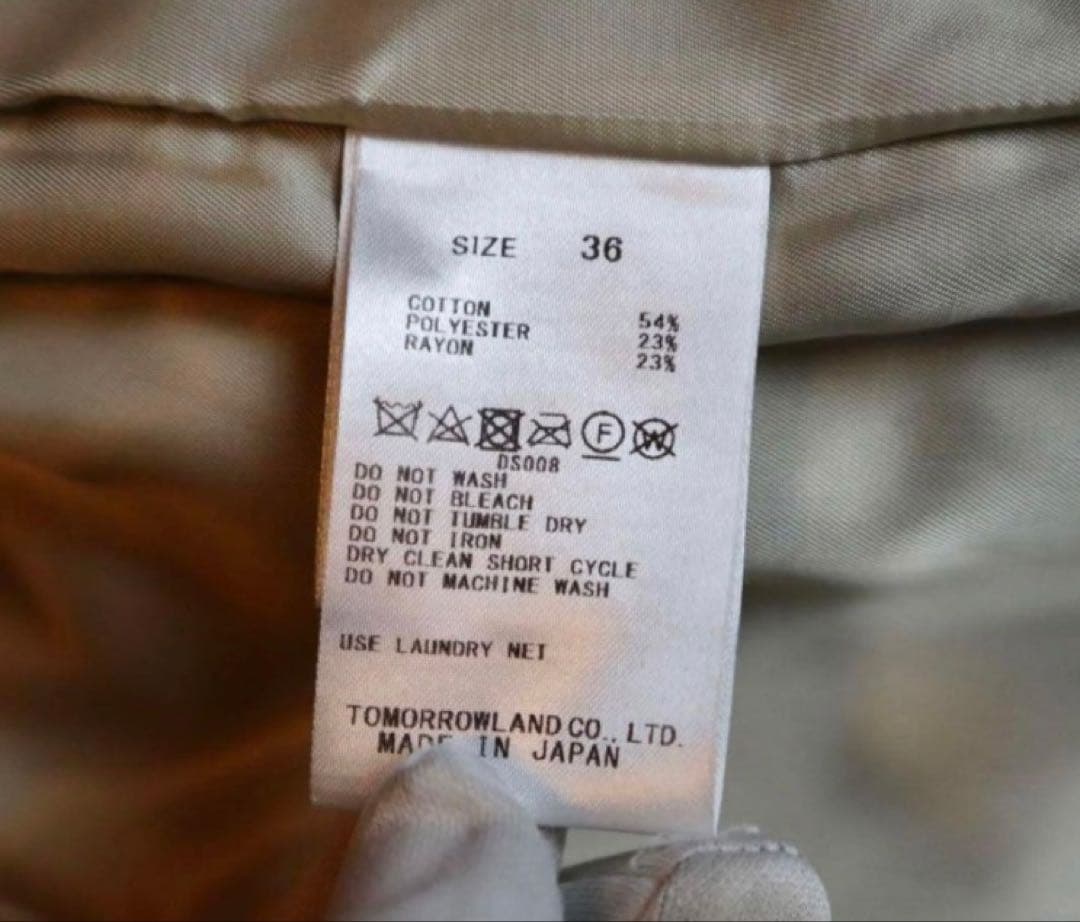 SIZE 36
COTTON 54%
POLYESTER 23%
RAYON 23%
F W
DS008
DO NOT WASH
DO NOT BLEACH
DO NOT TUMBLE DRY
DO NOT IRON
DRY CLEAN SHORT CYCLE
DO NOT MACHINE WASH
USE LAUNDRY NET
TOMORROWLAND CO., LTD.
MADE IN JAPAN